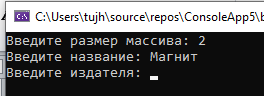 C:\Users\tujh\source\repos\ConsoleApp5\b
Введите размер массива: 2
Введите название: Магнит
Введите издателя: